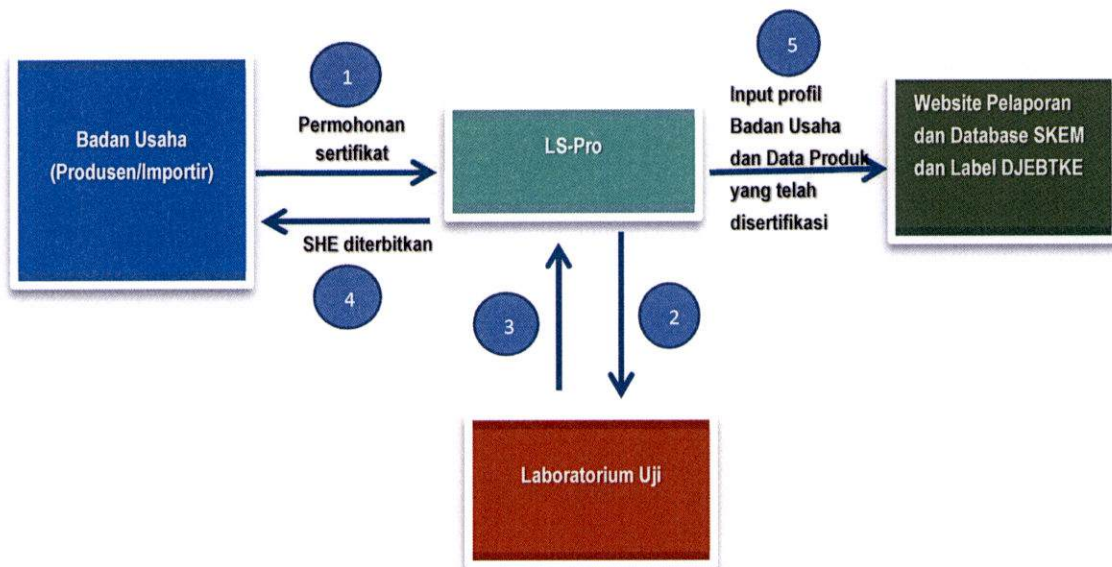 1
Permohonan
sertifikat
Badan Usaha
(Produsen/Importir)
SHE diterbitkan
4
LS-Pro
5
Input profil
Badan Usaha
dan Data Produk
yang telah
disertifikasi
Website Pelaporan
dan Database SKEM
dan Label DJEBTKE
3
2
Laboratorium Uji